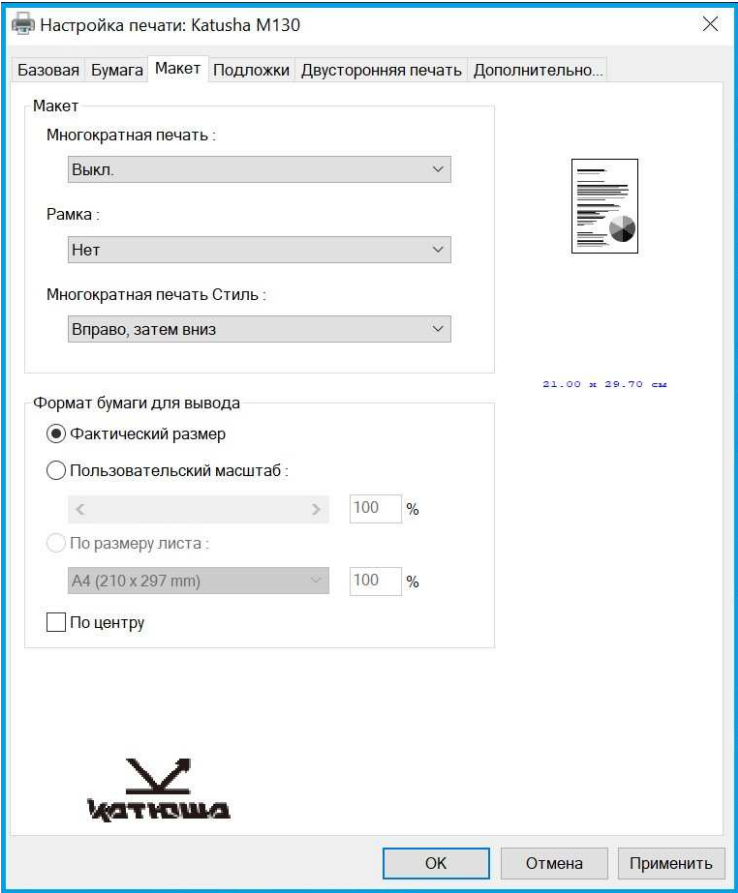 Настройка печати: Katusha M130
Базовая Бумага Макет Подложки Двусторонняя печать Дополнительно...
Макет
Многократная печать :
Выкл.
Рамка :
Нет
Многократная печать Стиль :
Вправо, затем вниз
21.00 x 29.70 см
Формат бумаги для вывода
Фактический размер
Пользовательский масштаб :
100 %
По размеру листа :
A4 (210 x 297 mm) 100 %
По центру
катюша
OK Отмена Применить